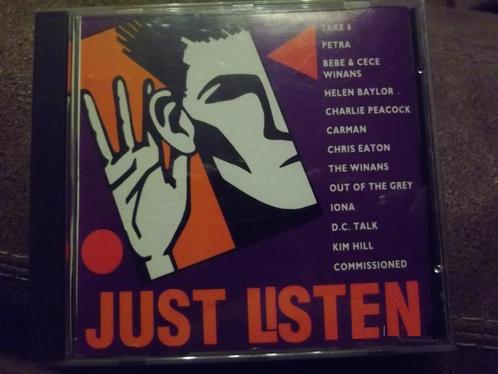 TAKE 6
PETRA
BEBE & CECE
WINANS
HELEN BAYLOR
CHARLIE PEACOCK
CARMAN
CHRIS EATON
THE WINANS
OUT OF THE GREY
IONA
D.C. TALK
KIM HILL
COMMISSIONED
JUST LISTEN